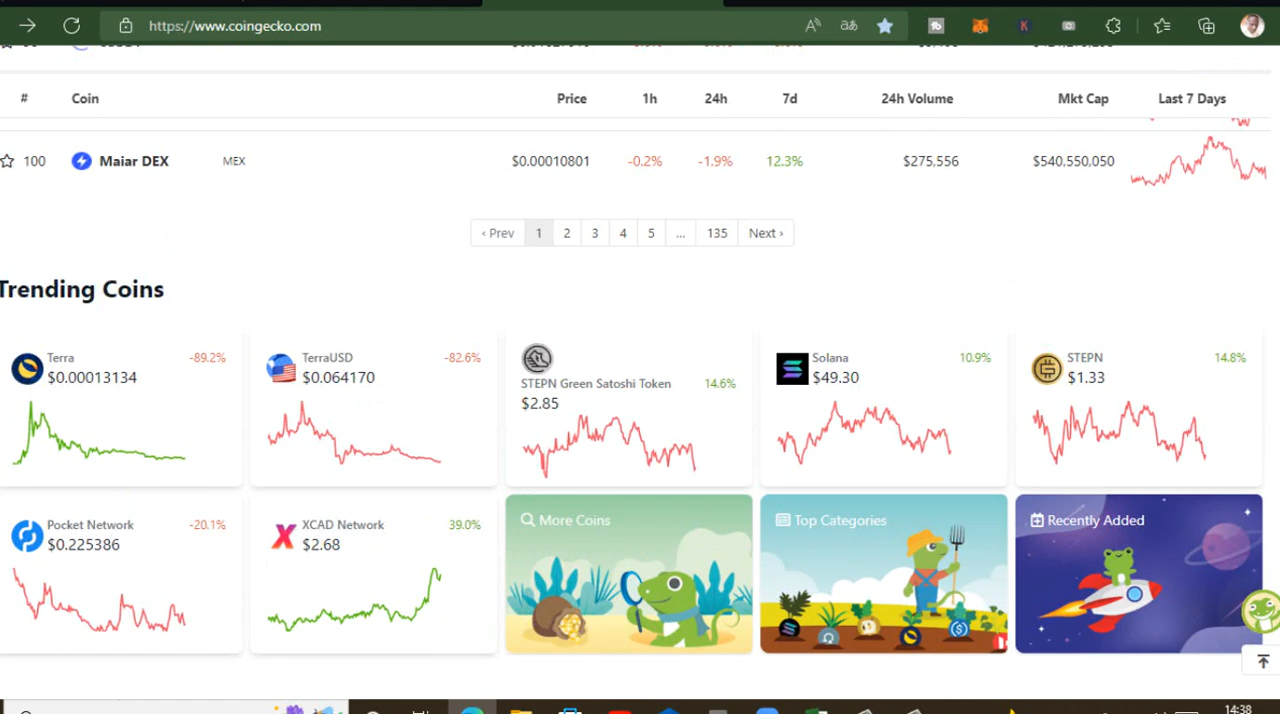 https://www.coingecko.com
# Coin Price 1h 24h 7d 24h Volume Mkt Cap Last 7 Days
100 Maiar DEX MEX $0.00010801 -0.2% -1.9% 12.3% $275,556 $540,550,050
‹ Prev 1 2 3 4 5 ... 135 Next ›
Trending Coins
Terra -89.2%
$0.00013134
TerraUSD -82.6%
$0.064170
STEPN Green Satoshi Token 14.6%
$2.85
Solana 10.9%
$49.30
STEPN 14.8%
$1.33
Pocket Network -20.1%
$0.225386
XCAD Network 39.0%
$2.68
More Coins
Top Categories
Recently Added
14:38